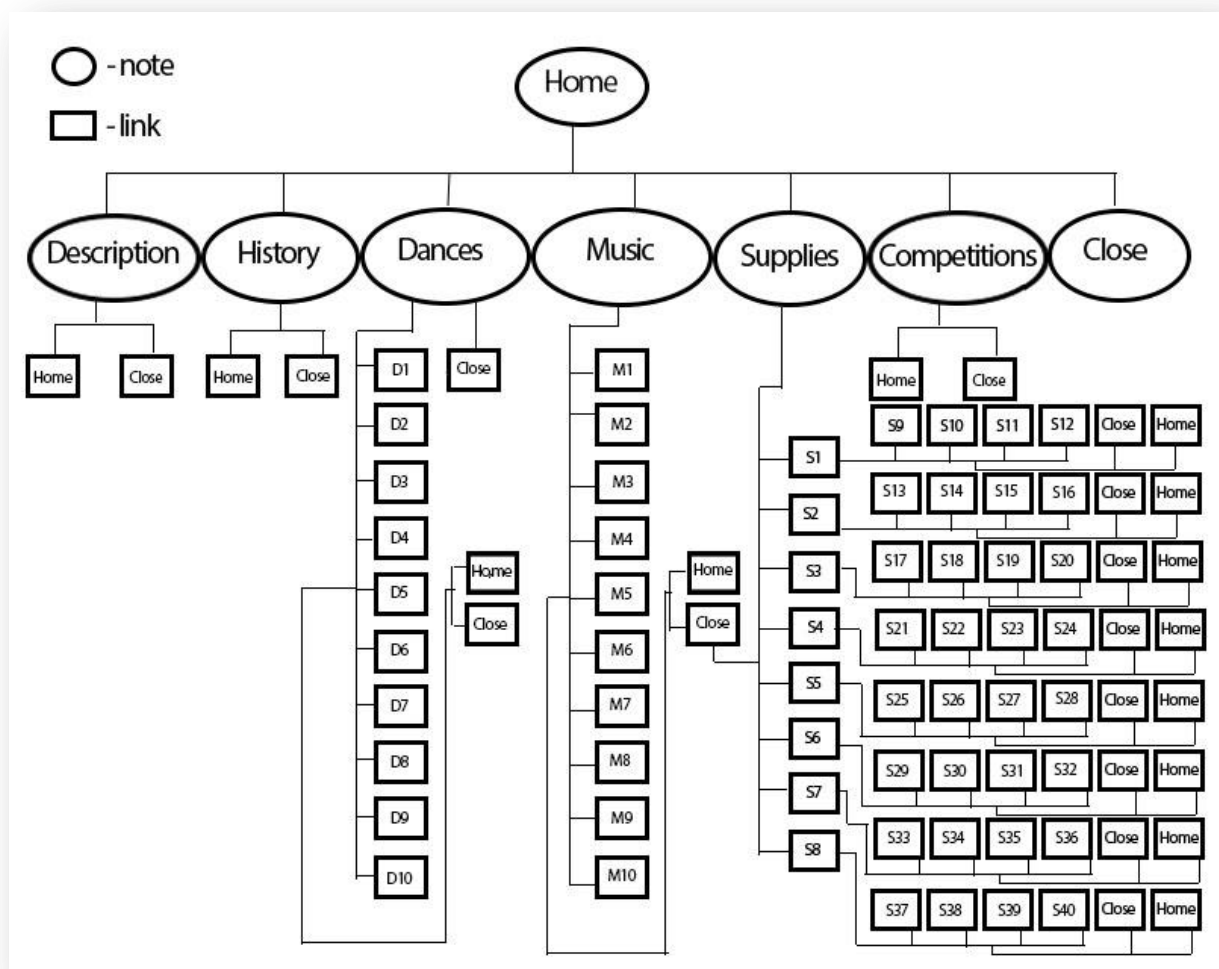 - note
- link
Home
Description History Dances Music Supplies Competitions Close
Home Close Home Close D1 Close M1 Home Close
D2 M2 S9 S10 S11 S12 Close Home
S1
D3 M3 S13 S14 S15 S16 Close Home
S2
D4 M4 S17 S18 S19 S20 Close Home
Home Home S3
D5 M5
Close Close S4 S21 S22 S23 S24 Close Home
D6 M6
S5 S25 S26 S27 S28 Close Home
D7 M7
S6
D8 M8 S29 S30 S31 S32 Close Home
S7
D9 M9 S33 S34 S35 S36 Close Home
S8
D10 M10
S37 S38 S39 S40 Close Home